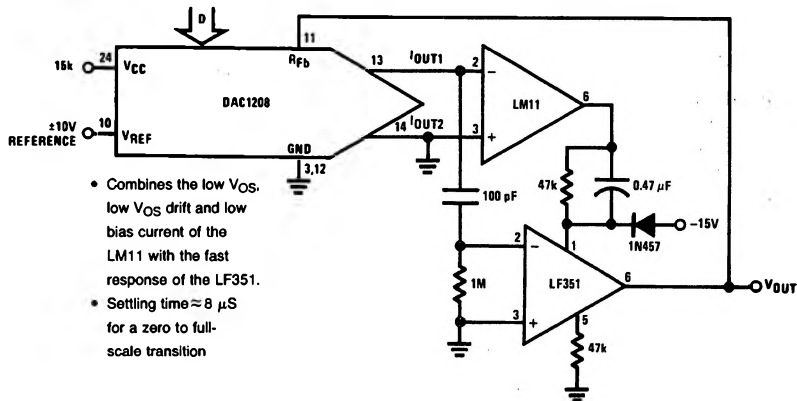 D
11
RFb
24
15k
VCC
DAC1208
13
IOUT1
2
−
LM11
6
±10V
REFERENCE
10
VREF
14
IOUT2
3
+
GND
3,12
47k
0.47 µF
100 pF
−15V
1N457
1
2
−
1M
LF351
6
VOUT
3
+
5
47k
• Combines the low VOS,
low VOS drift and low
bias current of the
LM11 with the fast
response of the LF351.
• Settling time ≈ 8 µS
for a zero to full-
scale transition